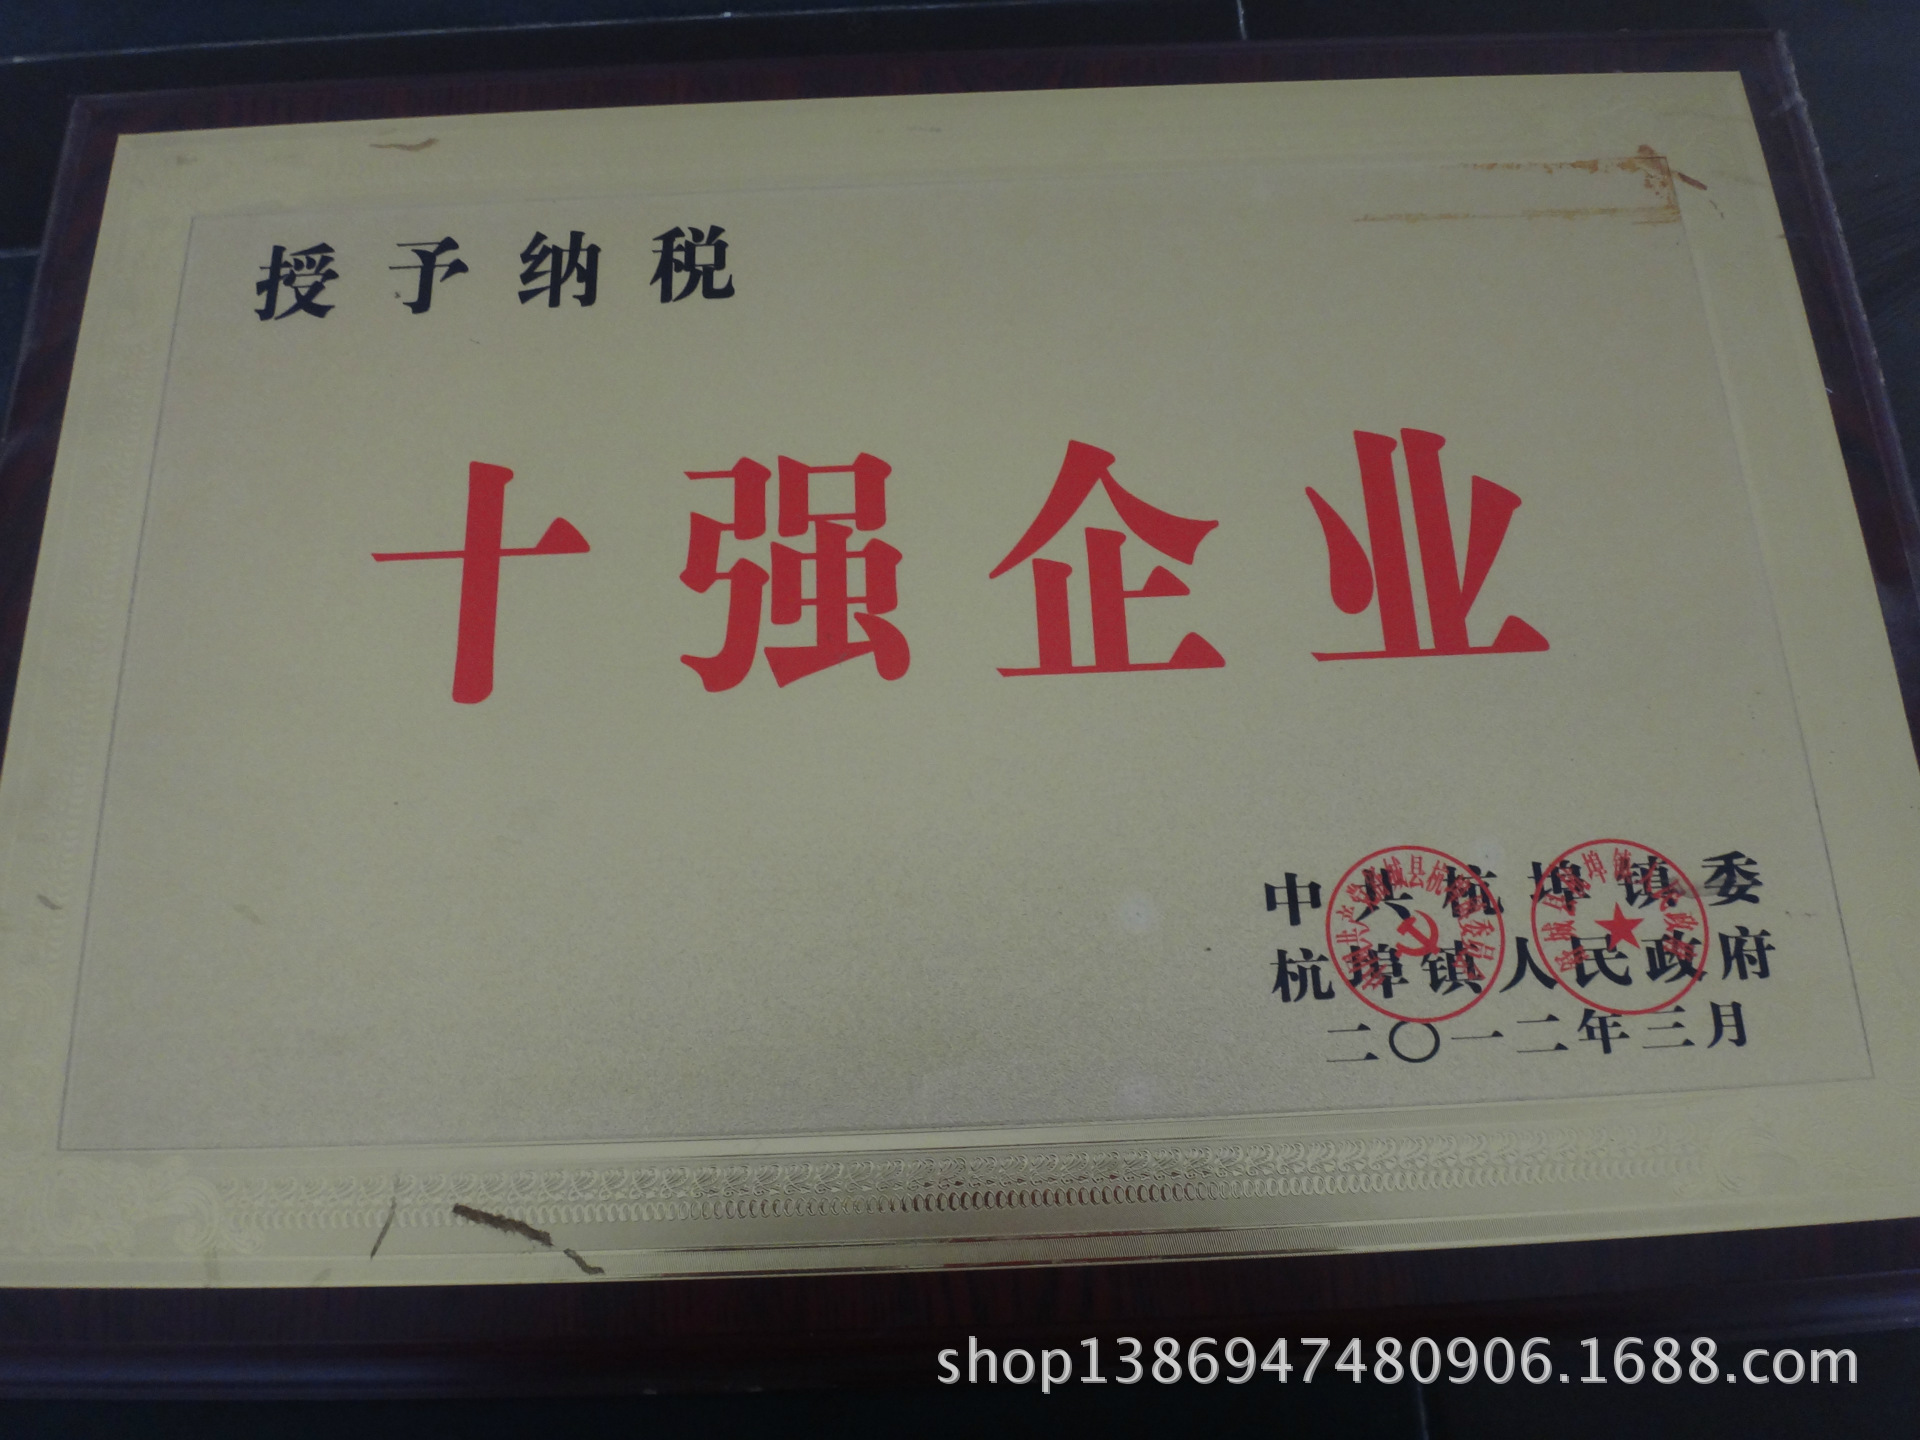 授予纳税
十强企业
中共杭埠镇委
杭埠镇人民政府
二〇一二年三月
shop1386947480906.1688.com